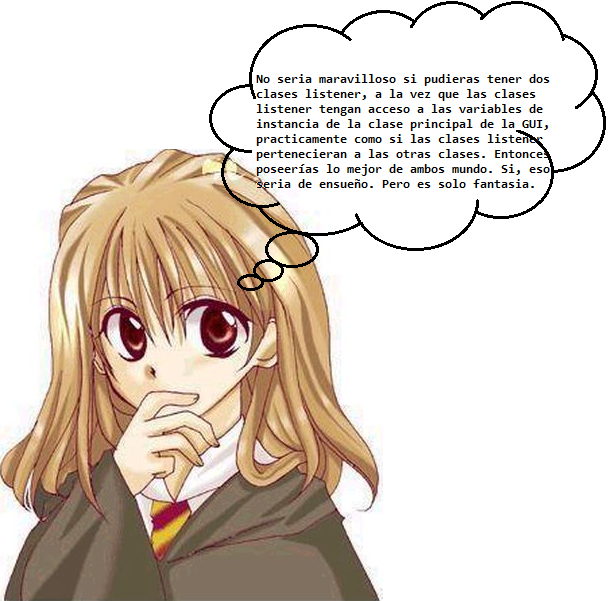 No seria maravilloso si pudieras tener dos
clases listener, a la vez que las clases
listener tengan acceso a las variables de
instancia de la clase principal de la GUI,
practicamente como si las clases listener
pertenecieran a las otras clases. Entonces
poseerías lo mejor de ambos mundo. Si, eso
seria de ensueño. Pero es solo fantasia.